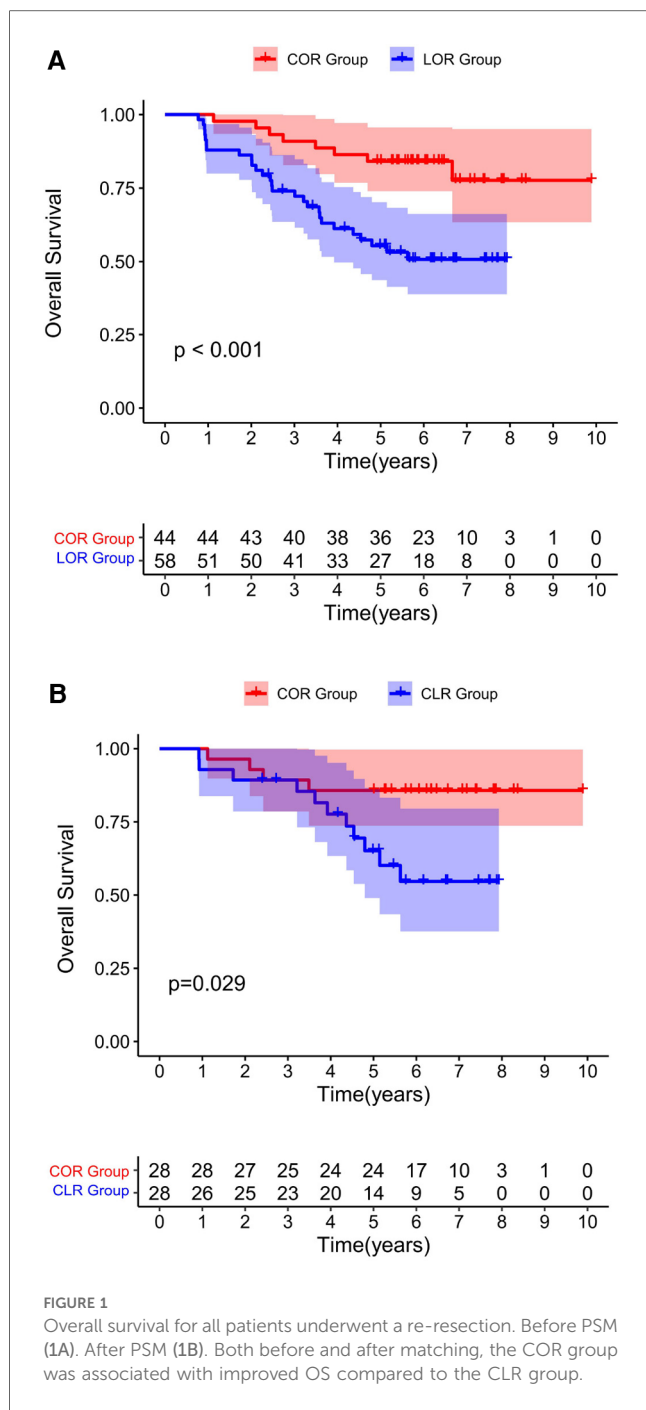 A
COR Group LOR Group
1.00
0.75
0.50
0.25
0.00
Overall Survival
p < 0.001
0 1 2 3 4 5 6 7 8 9 10
Time(years)
COR Group 44 44 43 40 38 36 23 10 3 1 0
LOR Group 58 51 50 41 33 27 18 8 0 0 0
0 1 2 3 4 5 6 7 8 9 10
Time(years)
B
COR Group CLR Group
1.00
0.75
0.50
0.25
0.00
Overall Survival
p=0.029
0 1 2 3 4 5 6 7 8 9 10
Time(years)
COR Group 28 28 27 25 24 24 17 10 3 1 0
CLR Group 28 26 25 23 20 14 9 5 0 0 0
0 1 2 3 4 5 6 7 8 9 10
Time(years)
FIGURE 1
Overall survival for all patients underwent a re-resection. Before PSM
(1A). After PSM (1B). Both before and after matching, the COR group
was associated with improved OS compared to the CLR group.